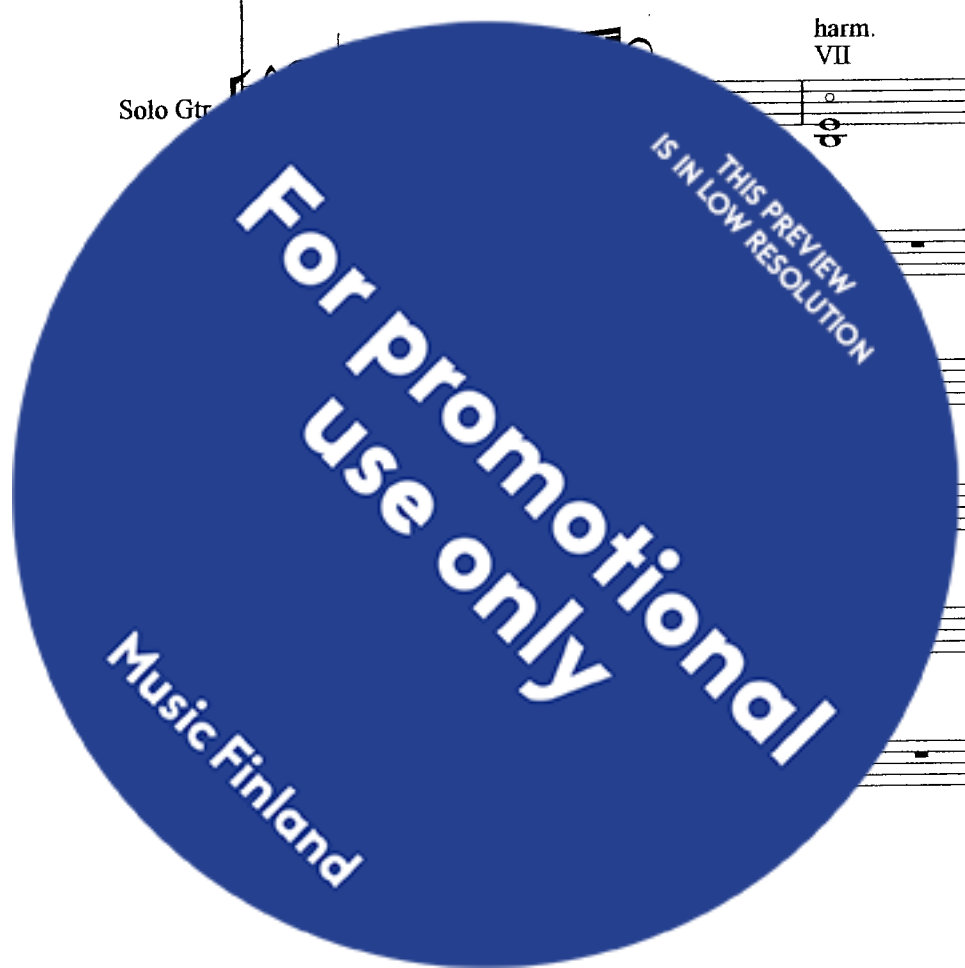 harm.
VII
Solo Gtr
THIS PREVIEW
IS IN LOW RESOLUTION
For promotional
use only
Music Finland